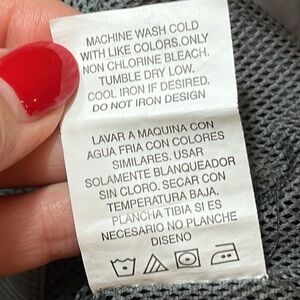 MACHINE WASH COLD
WITH LIKE COLORS.ONLY
NON CHLORINE BLEACH.
TUMBLE DRY LOW.
COOL IRON IF DESIRED.
DO NOT IRON DESIGN
LAVAR A MAQUINA CON
AGUA FRIA CON COLORES
SIMILARES. USAR
SOLAMENTE BLANQUEADOR
SIN CLORO. SECAR CON
TEMPERATURA BAJA.
PLANCHA TIBIA SI ES
NECESARIO NO PLANCHE
DISENO